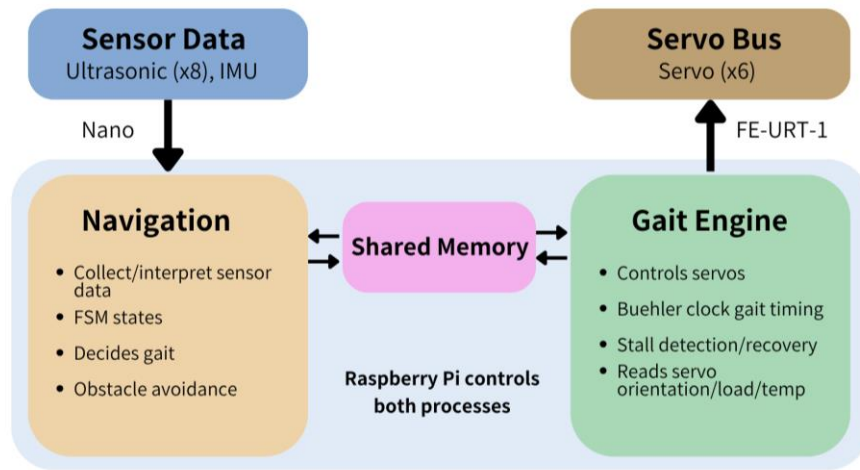 Sensor Data
Ultrasonic (x8), IMU
Servo Bus
Servo (x6)
Nano
FE-URT-1
Navigation
• Collect/interpret sensor
data
• FSM states
• Decides gait
• Obstacle avoidance
Shared Memory
Raspberry Pi controls
both processes
Gait Engine
• Controls servos
• Buehler clock gait timing
• Stall detection/recovery
• Reads servo
orientation/load/temp